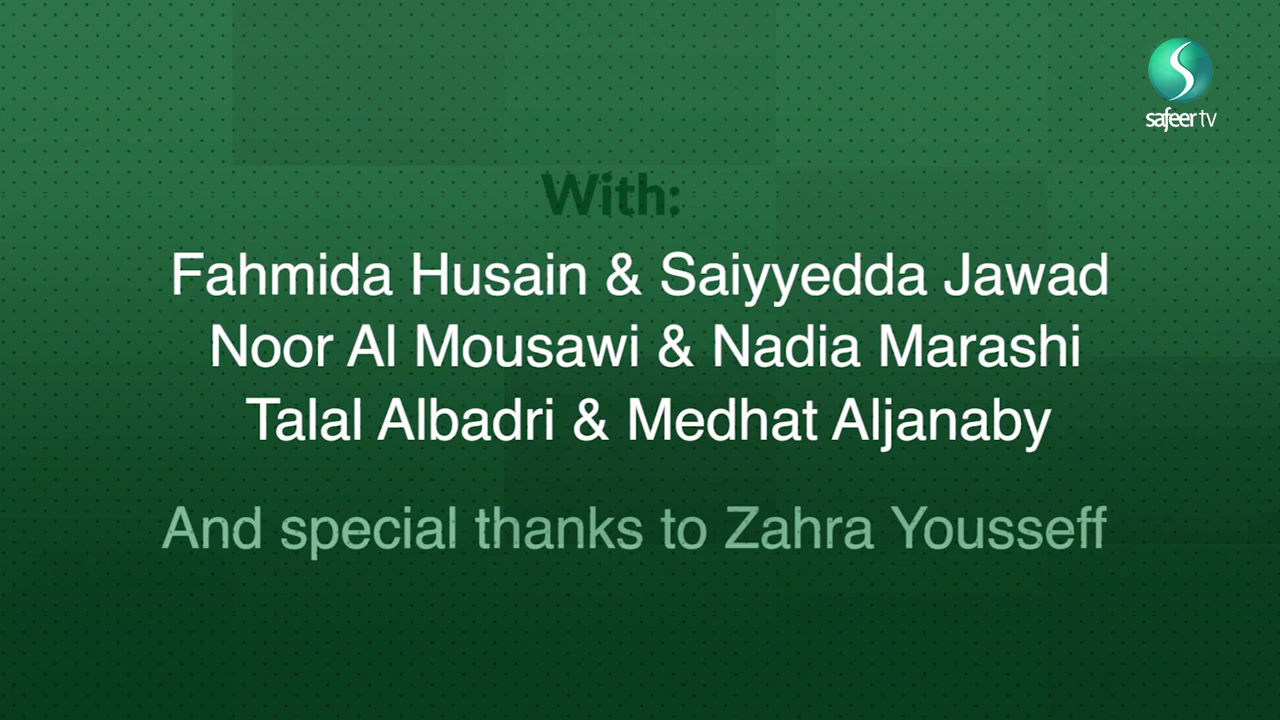 safeer tv
With:
Fahmida Husain & Saiyyedda Jawad
Noor Al Mousawi & Nadia Marashi
Talal Albadri & Medhat Aljanaby
And special thanks to Zahra Yousseff